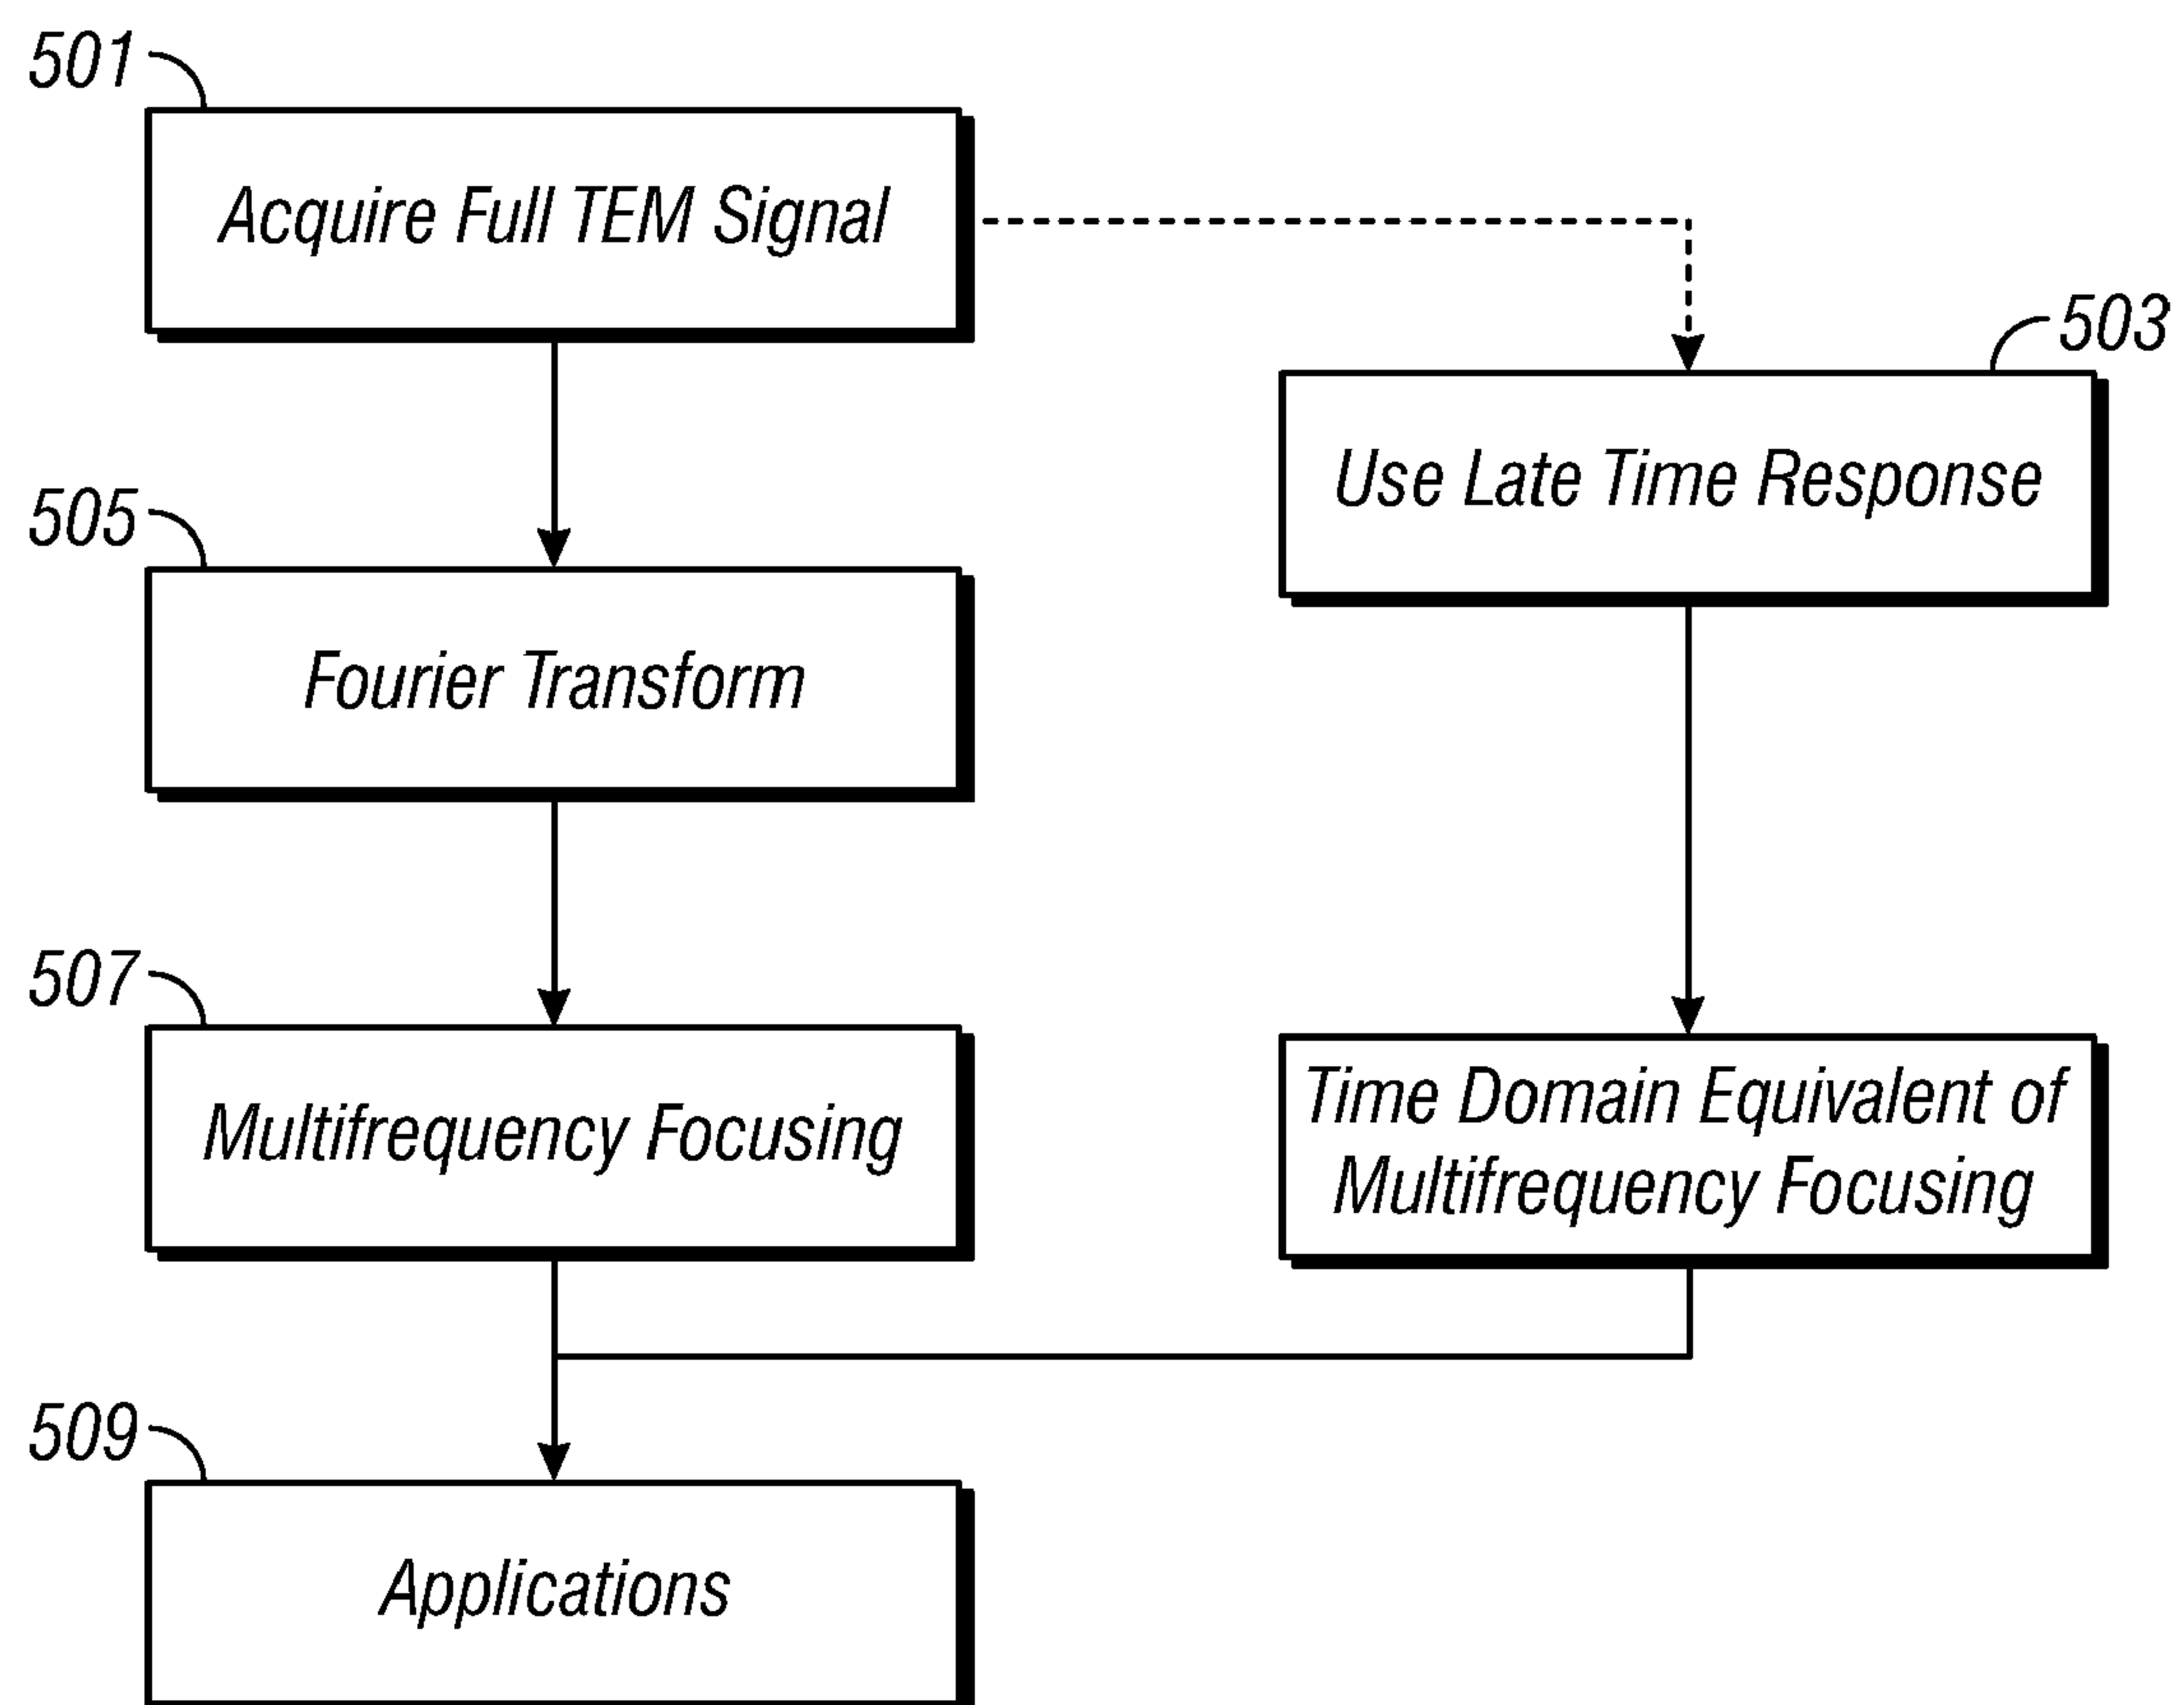 501
Acquire Full TEM Signal
503
Use Late Time Response
505
Fourier Transform
507
Multifrequency Focusing
Time Domain Equivalent of
Multifrequency Focusing
509
Applications